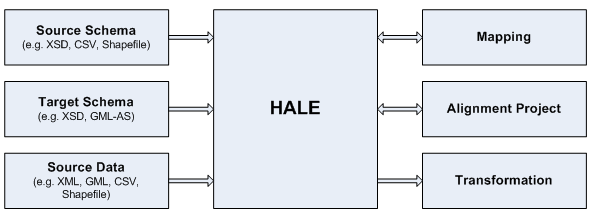 Source Schema
(e.g. XSD, CSV, Shapefile)
Target Schema
(e.g. XSD, GML-AS)
Source Data
(e.g. XML, GML, CSV,
Shapefile)
HALE
Mapping
Alignment Project
Transformation